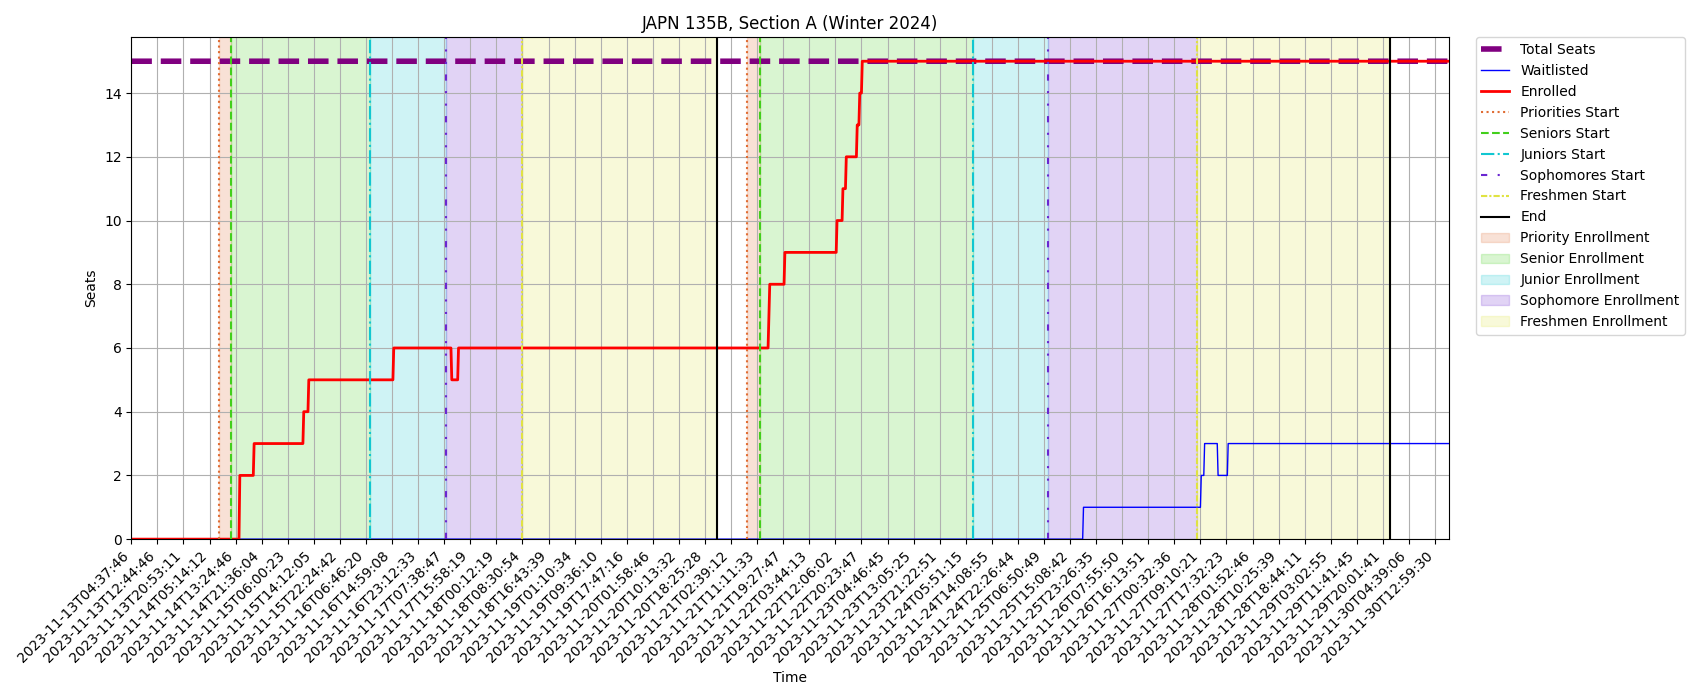 JAPN 135B, Section A (Winter 2024)
Seats
14
12
10
8
6
4
2
0
2023-11-13T04:37:46
2023-11-13T12:44:46
2023-11-13T20:53:11
2023-11-14T05:14:12
2023-11-14T13:24:46
2023-11-14T21:36:04
2023-11-15T06:00:23
2023-11-15T14:12:05
2023-11-15T22:24:42
2023-11-16T06:46:20
2023-11-16T14:59:08
2023-11-16T23:12:33
2023-11-17T07:38:47
2023-11-17T15:58:19
2023-11-18T00:12:19
2023-11-18T08:30:54
2023-11-18T16:43:39
2023-11-19T01:10:34
2023-11-19T09:36:10
2023-11-19T17:47:16
2023-11-20T01:58:46
2023-11-20T10:13:32
2023-11-20T18:25:28
2023-11-21T02:39:12
2023-11-21T11:11:33
2023-11-21T19:27:47
2023-11-22T03:44:13
2023-11-22T12:06:02
2023-11-22T20:23:47
2023-11-23T04:46:45
2023-11-23T13:05:25
2023-11-23T21:22:51
2023-11-24T05:51:15
2023-11-24T14:08:55
2023-11-24T22:26:44
2023-11-25T06:50:49
2023-11-25T15:08:42
2023-11-25T23:26:35
2023-11-26T07:55:50
2023-11-26T16:13:51
2023-11-27T00:32:36
2023-11-27T09:10:21
2023-11-27T17:32:23
2023-11-28T01:52:46
2023-11-28T10:25:39
2023-11-28T18:44:11
2023-11-29T03:02:55
2023-11-29T11:41:45
2023-11-29T20:01:41
2023-11-30T04:39:06
2023-11-30T12:59:30
Time
Total Seats
Waitlisted
Enrolled
Priorities Start
Seniors Start
Juniors Start
Sophomores Start
Freshmen Start
End
Priority Enrollment
Senior Enrollment
Junior Enrollment
Sophomore Enrollment
Freshmen Enrollment